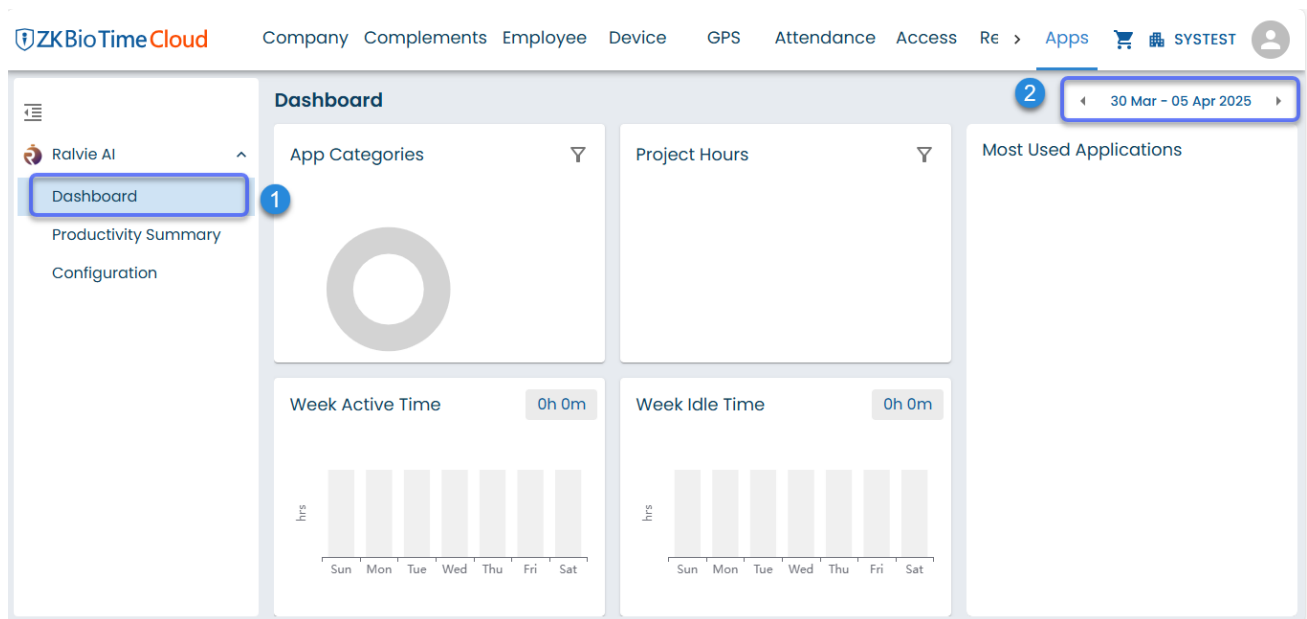 ZKBioTime Cloud
Company Complements Employee Device GPS Attendance Access Re Apps SYSTEST
Dashboard
2
30 Mar - 05 Apr 2025
Ralvie AI
Dashboard
1
Productivity Summary
Configuration
App Categories
Project Hours
Most Used Applications
Week Active Time
0h 0m
hrs
Sun Mon Tue Wed Thu Fri Sat
Week Idle Time
0h 0m
hrs
Sun Mon Tue Wed Thu Fri Sat